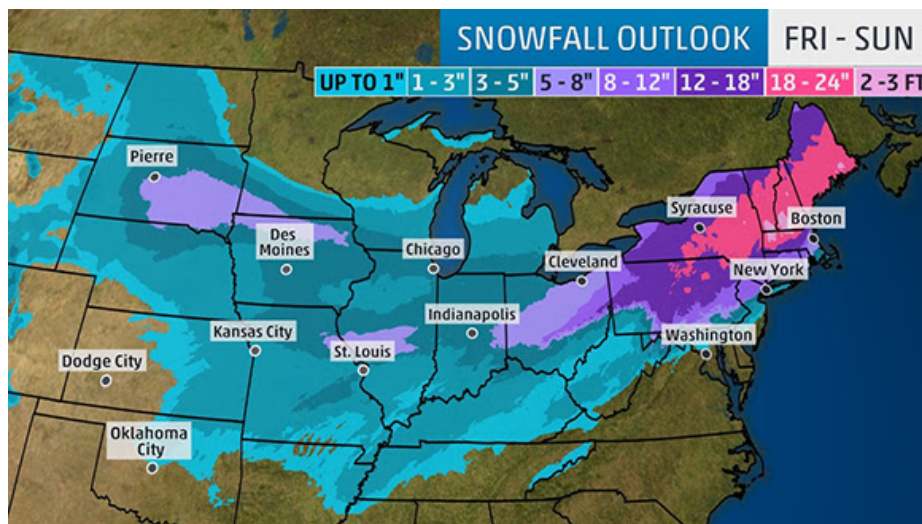 SNOWFALL OUTLOOK FRI - SUN
UP TO 1" 1 - 3" 3 - 5" 5 - 8" 8 - 12" 12 - 18" 18 - 24" 2 -3 FT
Pierre
Syracuse
Boston
Des
Moines
Chicago
Cleveland
New York
Indianapolis
Kansas City
Washington
St. Louis
Dodge City
Oklahoma
City